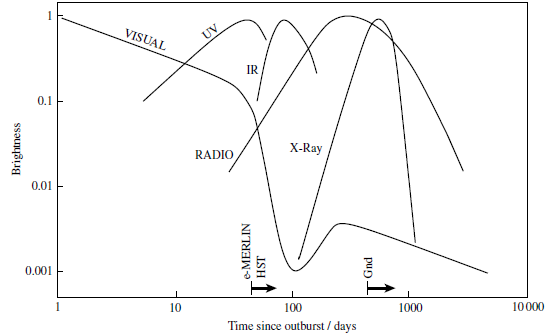 1
VISUAL
UV
IR
0.1
RADIO
X-Ray
0.01
0.001
Brightness
e-MERLIN
HST
Gnd
1
10
100
1000
10 000
Time since outburst / days